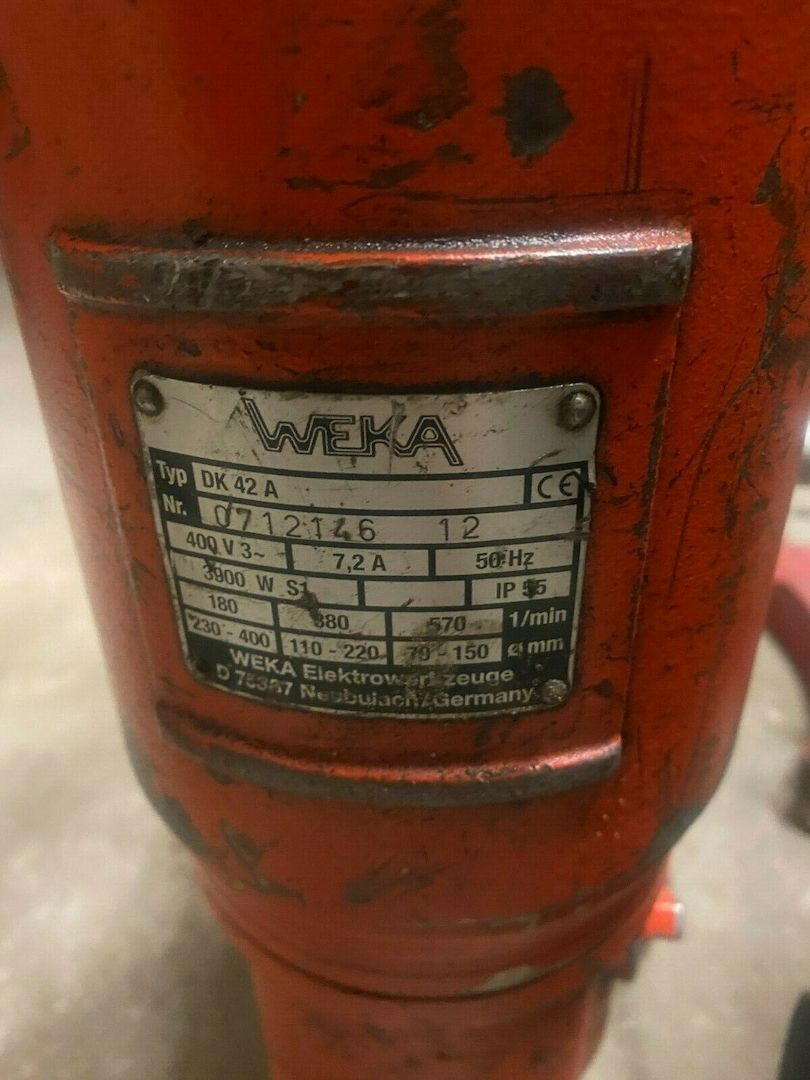 WEKA
Typ DK 42 A CE
Nr. 0712146 12
400 V 3~ 7,2 A 50 Hz
3900 W S1 IP 55
180 380 570 1/min
230 - 400 110 - 220 70 - 150 ø mm
WEKA Elektrowerkzeuge
D 75387 Neubulach/Germany